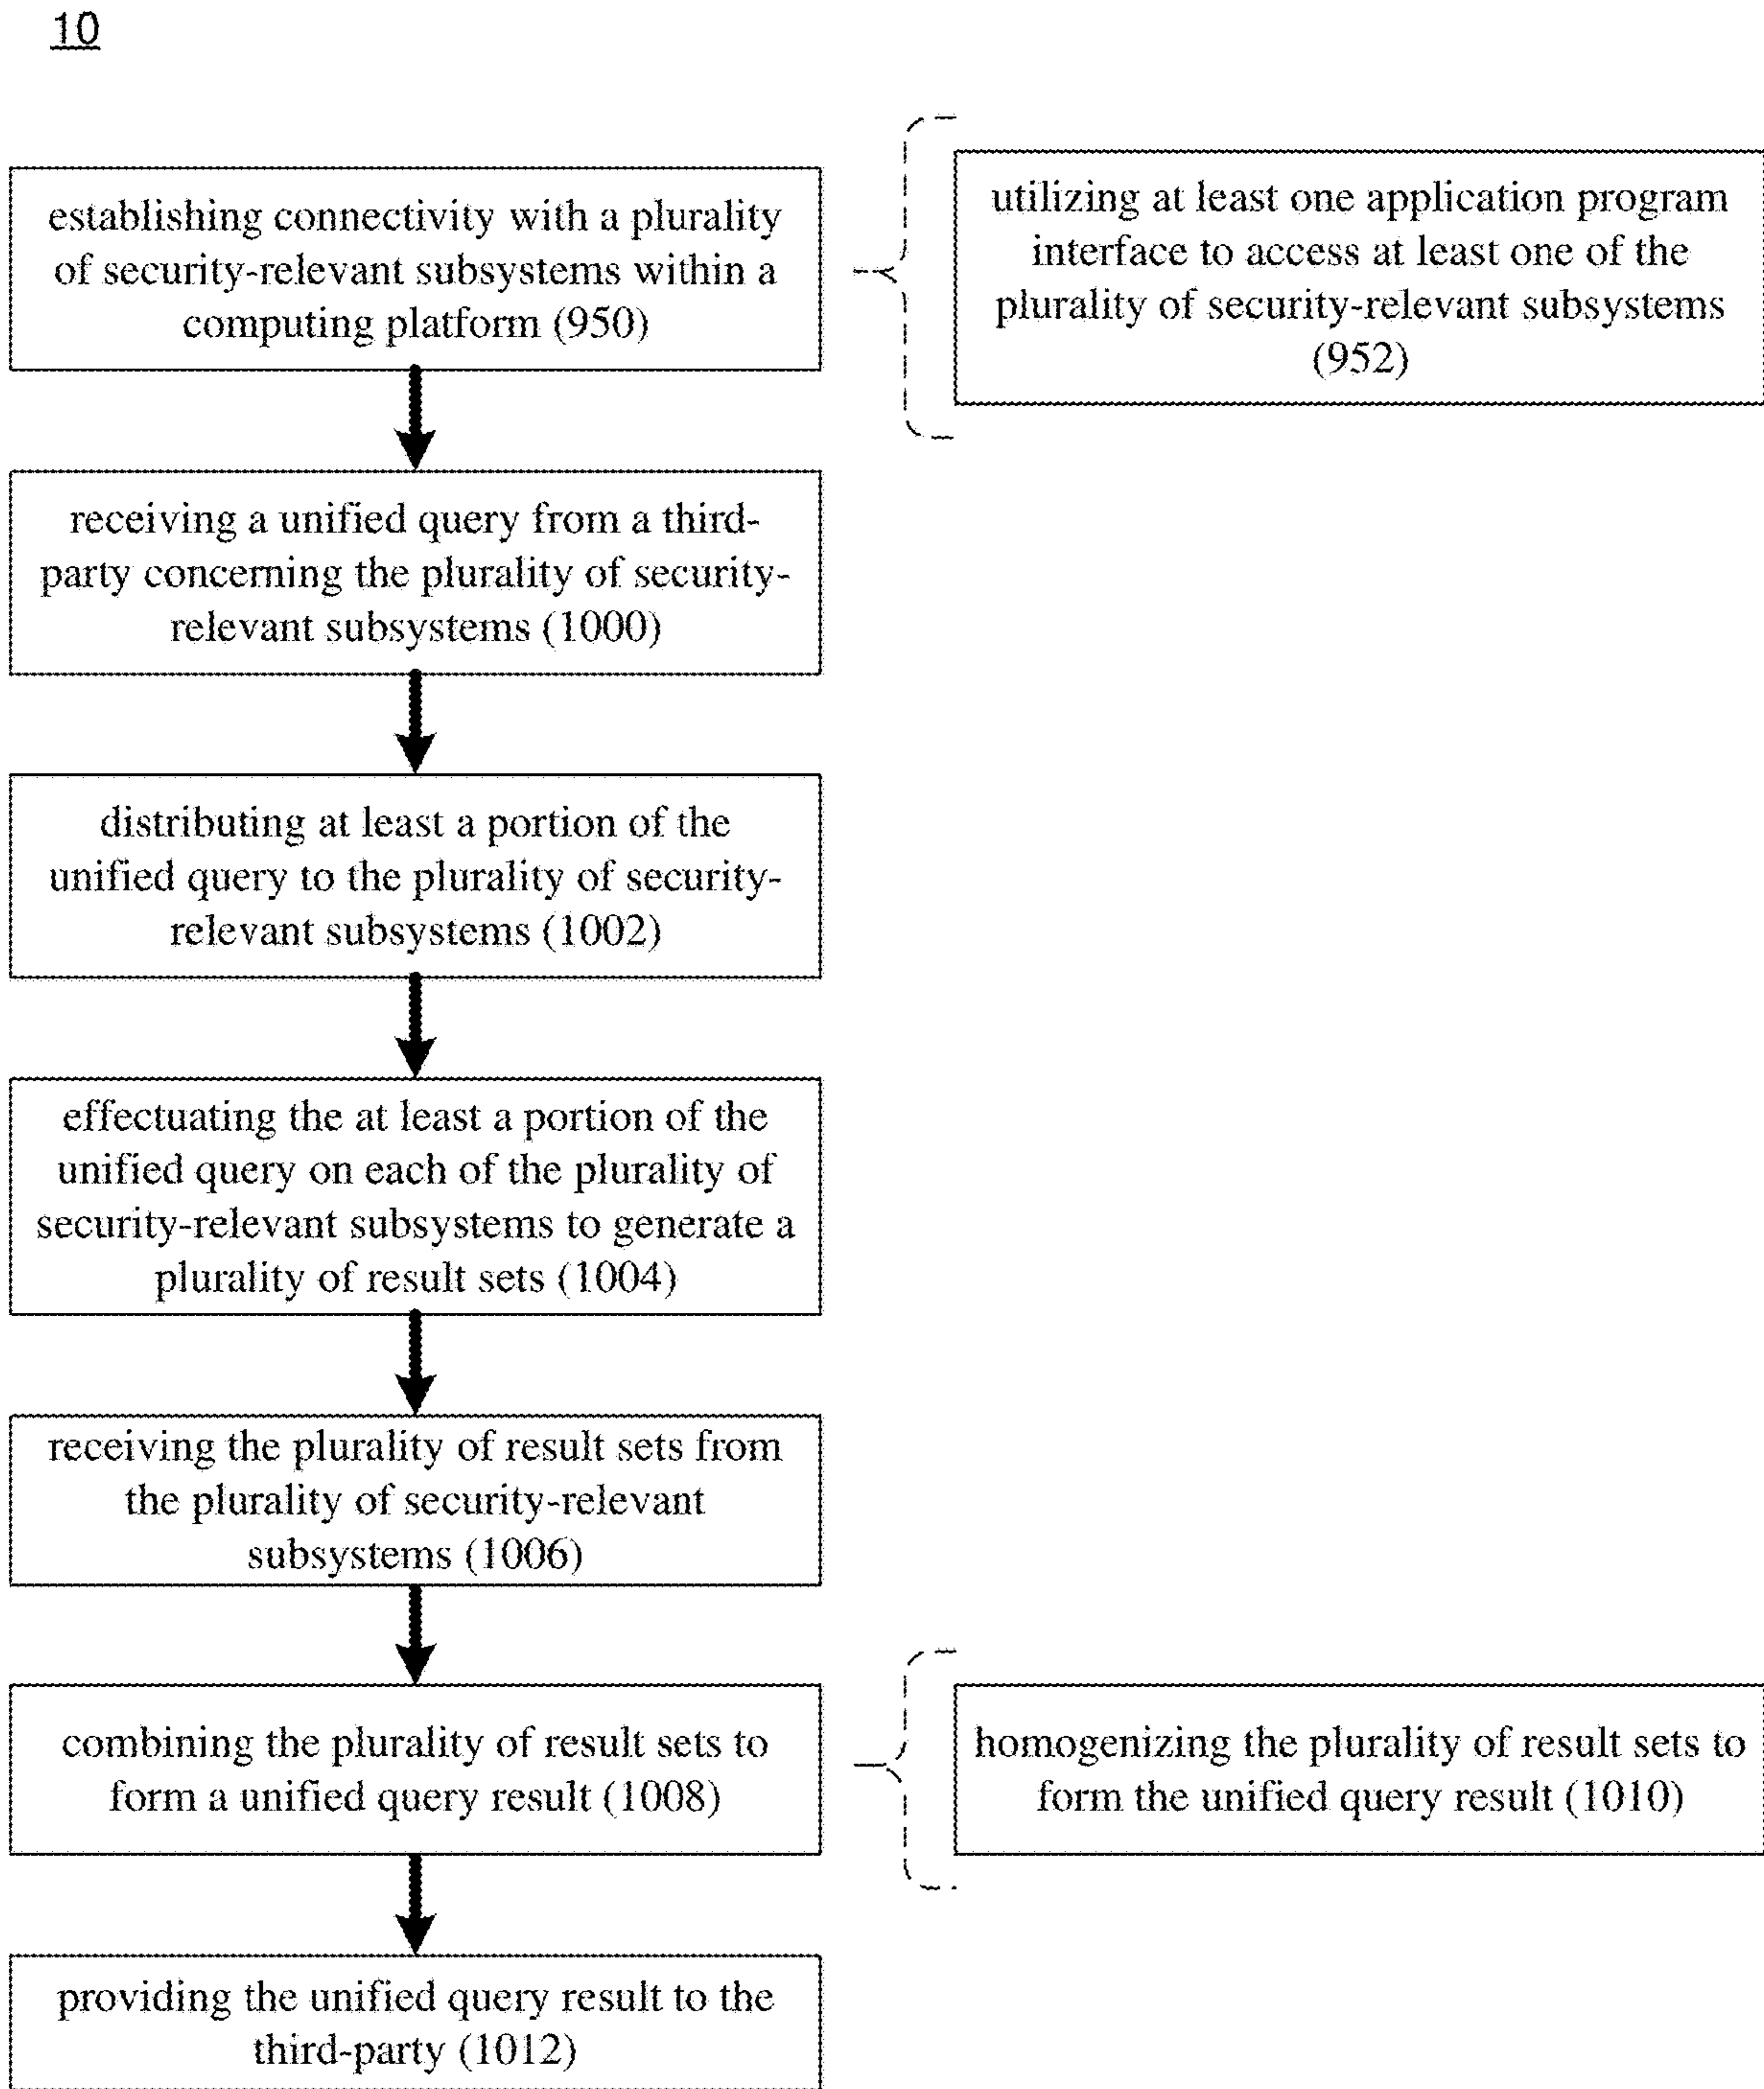 10
establishing connectivity with a plurality
of security-relevant subsystems within a
computing platform (950)
utilizing at least one application program
interface to access at least one of the
plurality of security-relevant subsystems
(952)
receiving a unified query from a third-
party concerning the plurality of security-
relevant subsystems (1000)
distributing at least a portion of the
unified query to the plurality of security-
relevant subsystems (1002)
effectuating the at least a portion of the
unified query on each of the plurality of
security-relevant subsystems to generate a
plurality of result sets (1004)
receiving the plurality of result sets from
the plurality of security-relevant
subsystems (1006)
combining the plurality of result sets to
form a unified query result (1008)
homogenizing the plurality of result sets to
form the unified query result (1010)
providing the unified query result to the
third-party (1012)